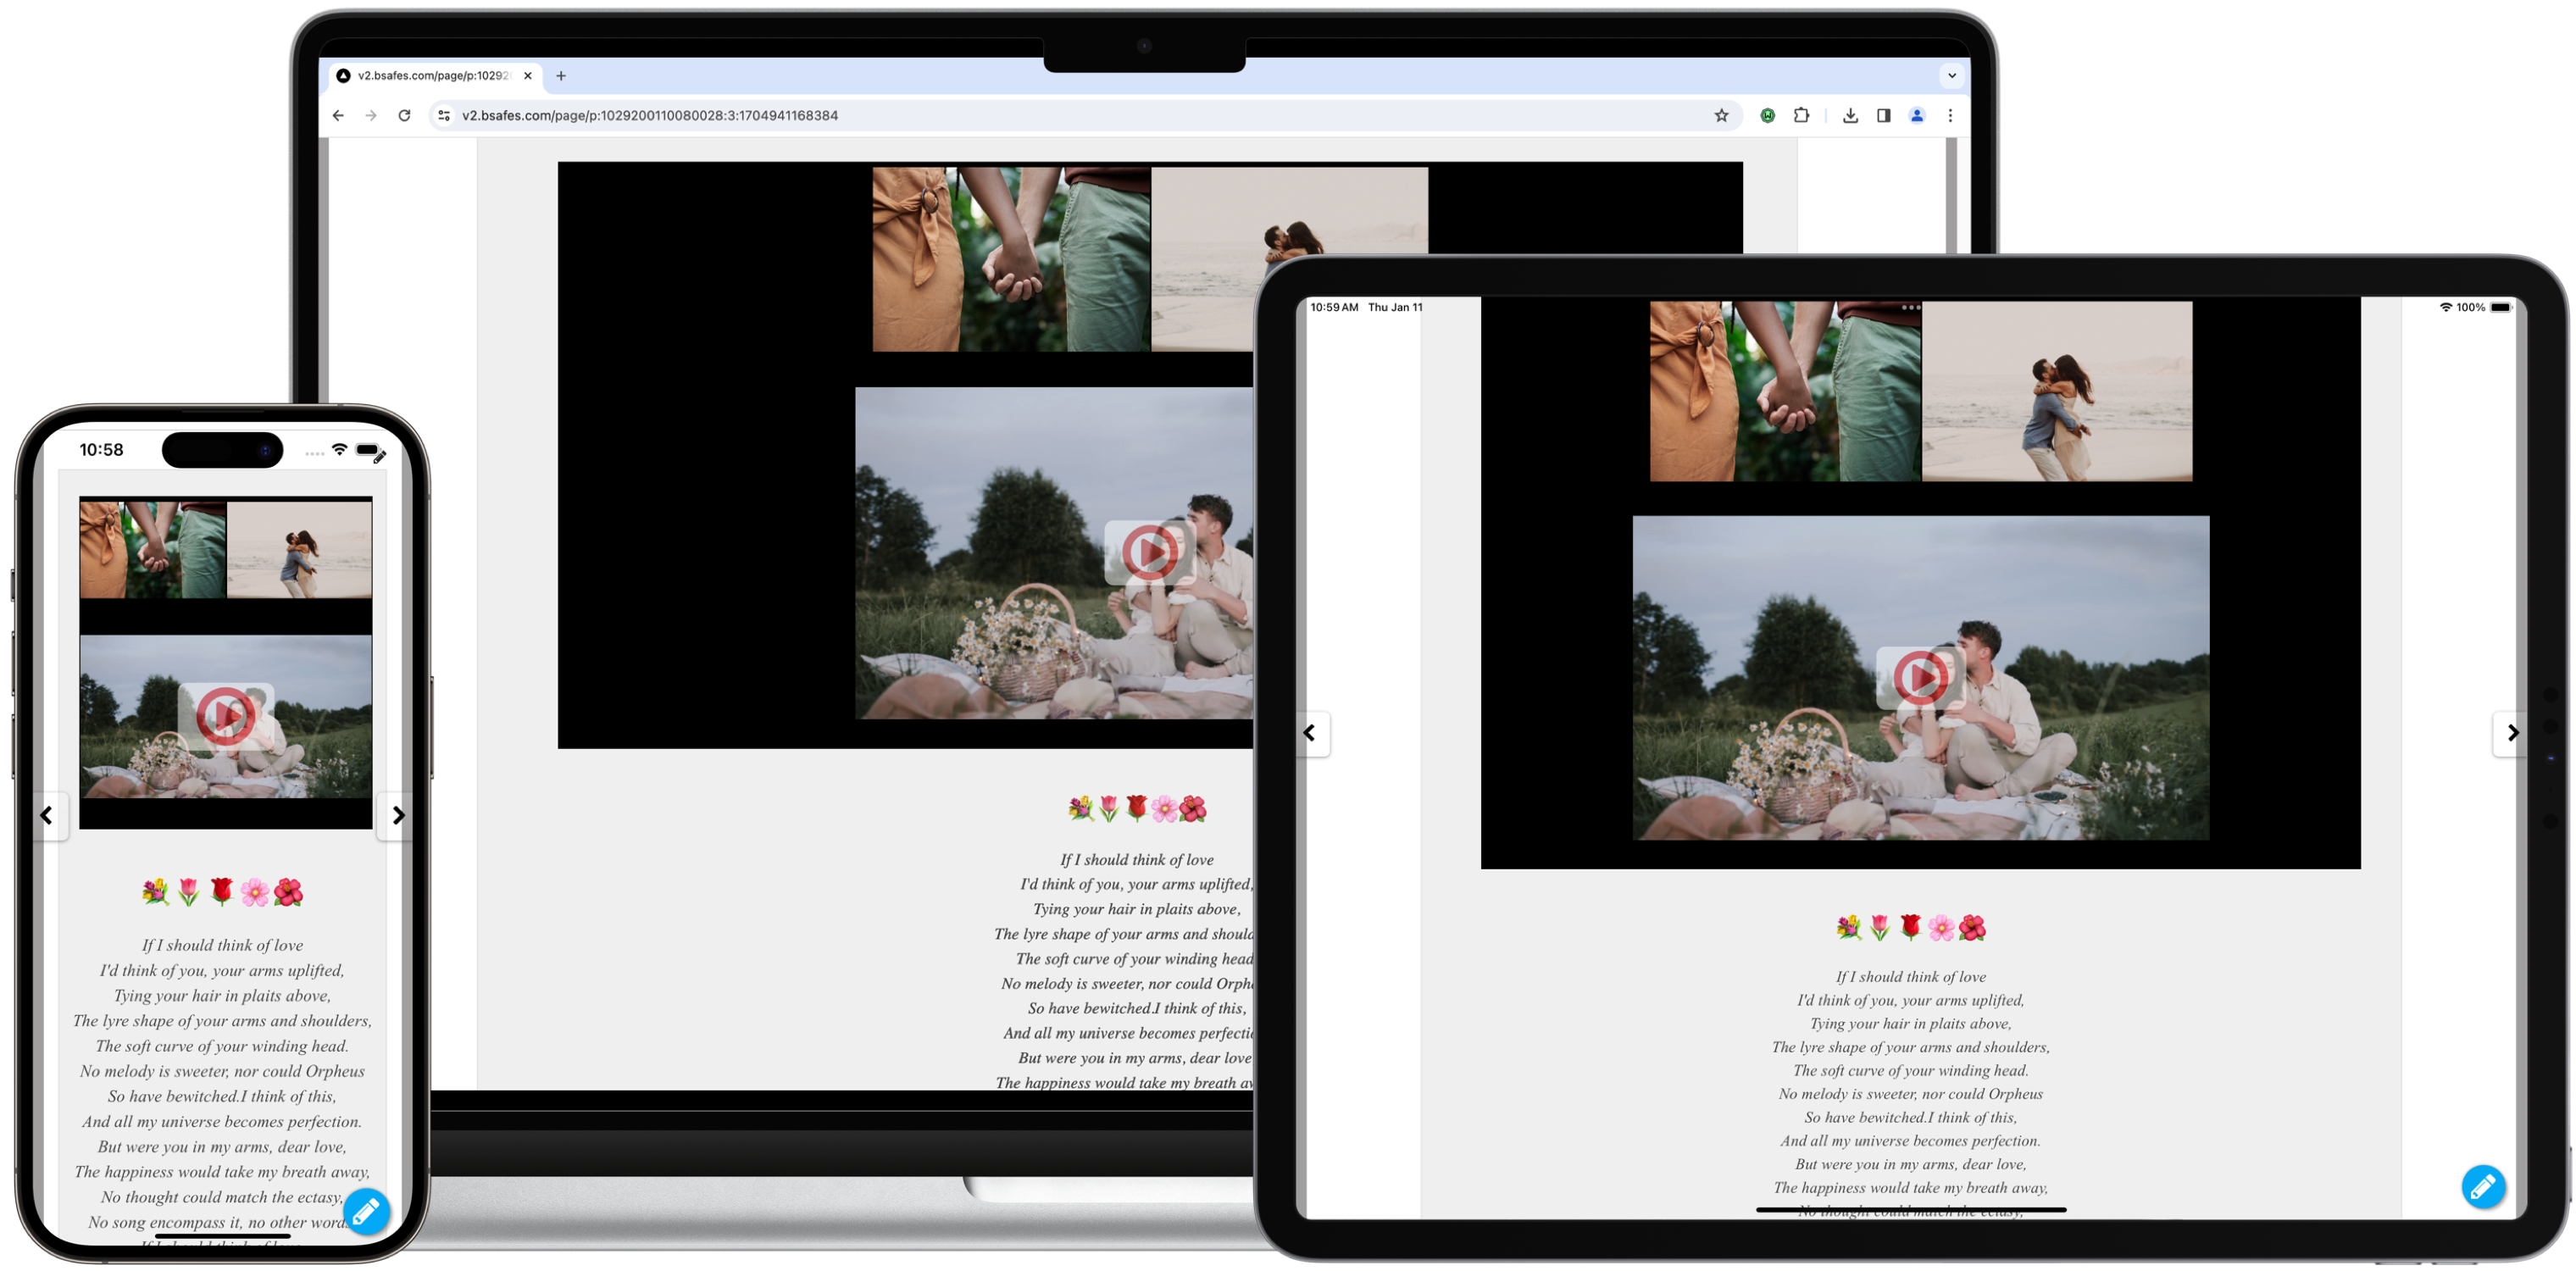 v2.bsafes.com/page/p:10292
v2.bsafes.com/page/p:1029200110080028:3:1704941168384
If I should think of love
I'd think of you, your arms uplifted,
Tying your hair in plaits above,
The lyre shape of your arms and should
The soft curve of your winding head
No melody is sweeter, nor could Orph
So have bewitched.I think of this,
And all my universe becomes perfecti
But were you in my arms, dear love
The happiness would take my breath a
10:58
If I should think of love
I'd think of you, your arms uplifted,
Tying your hair in plaits above,
The lyre shape of your arms and shoulders,
The soft curve of your winding head.
No melody is sweeter, nor could Orpheus
So have bewitched.I think of this,
And all my universe becomes perfection.
But were you in my arms, dear love,
The happiness would take my breath away,
No thought could match the ectasy,
No song encompass it, no other word
If I should think of love
10:59 AM Thu Jan 11 100%
If I should think of love
I'd think of you, your arms uplifted,
Tying your hair in plaits above,
The lyre shape of your arms and shoulders,
The soft curve of your winding head.
No melody is sweeter, nor could Orpheus
So have bewitched.I think of this,
And all my universe becomes perfection.
But were you in my arms, dear love,
The happiness would take my breath away,
No thought could match the ectasy,